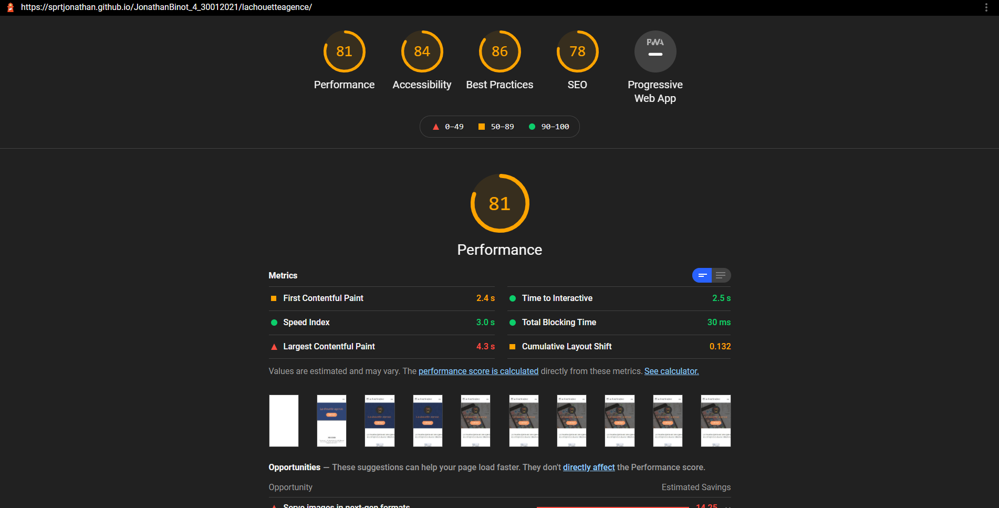 https://sprtjonathan.github.io/JonathanBinot_4_30012021/lachouetteagence/
81 84 86 78 PWA
Performance Accessibility Best Practices SEO Progressive
Web App
0–49 50–89 90–100
81
Performance
Metrics
First Contentful Paint 2.4 s Time to Interactive 2.5 s
Speed Index 3.0 s Total Blocking Time 30 ms
Largest Contentful Paint 4.3 s Cumulative Layout Shift 0.132
Values are estimated and may vary. The performance score is calculated directly from these metrics. See calculator.
Opportunities — These suggestions can help your page load faster. They don't directly affect the Performance score.
Opportunity Estimated Savings
Serve images in next-gen formats 14.25